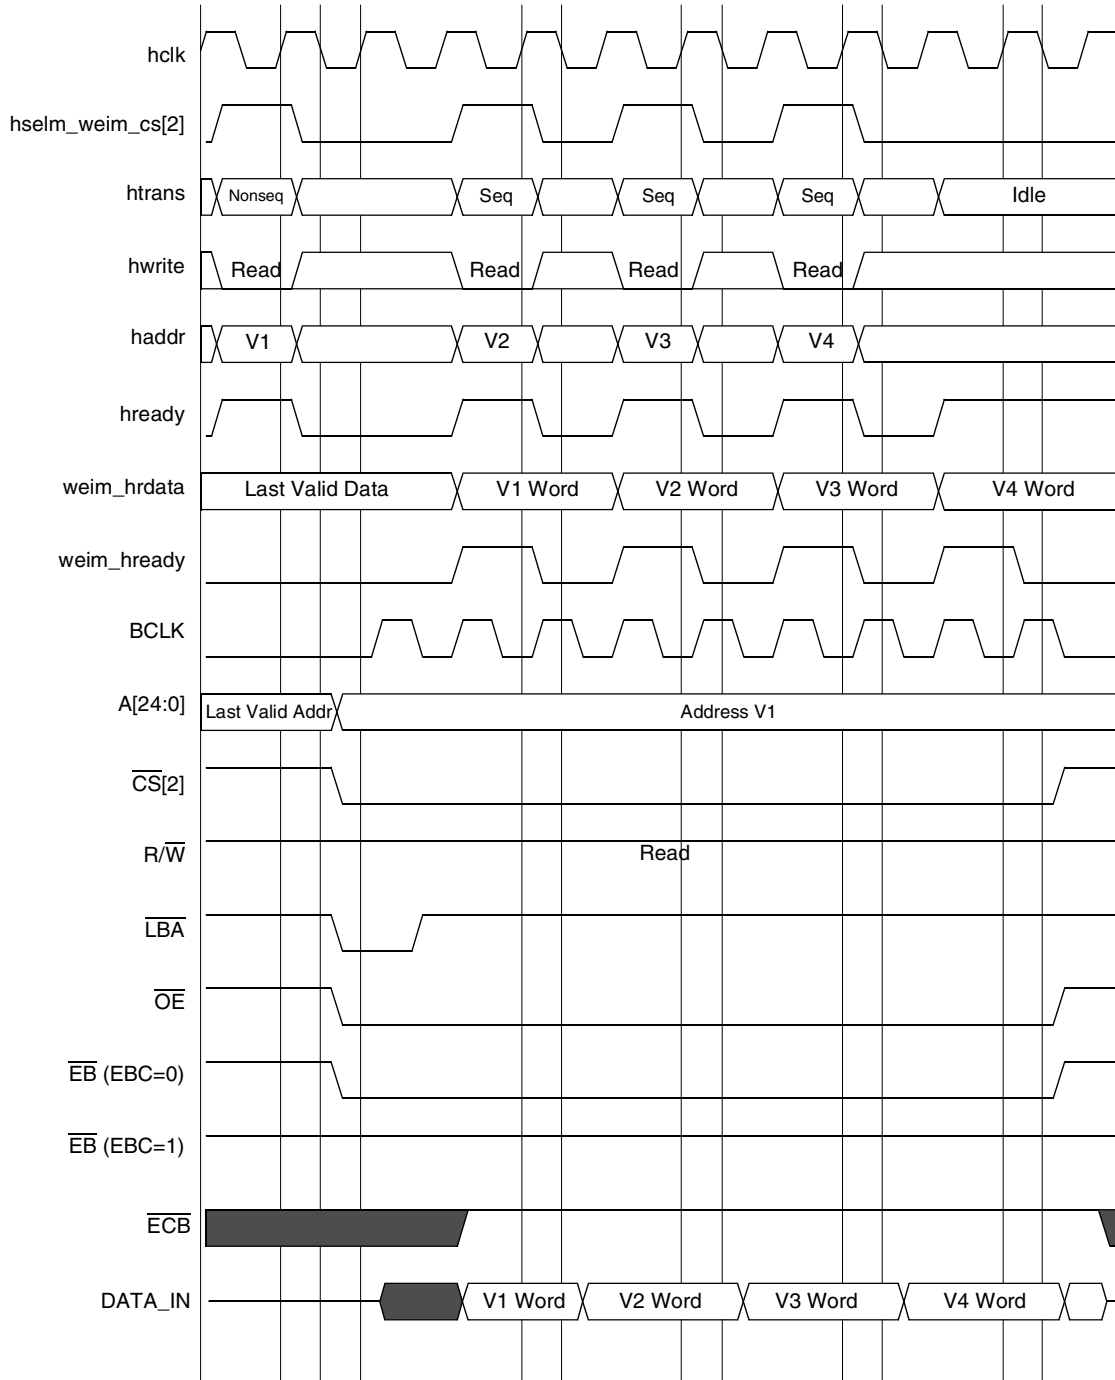 hclk
hselm_weim_cs[2]
htrans Nonseq Seq Seq Seq Idle
hwrite Read Read Read Read
haddr V1 V2 V3 V4
hready
weim_hrdata Last Valid Data V1 Word V2 Word V3 Word V4 Word
weim_hready
BCLK
A[24:0] Last Valid Addr Address V1
CS[2]
R/W Read
LBA
OE
EB (EBC=0)
EB (EBC=1)
ECB
DATA_IN V1 Word V2 Word V3 Word V4 Word